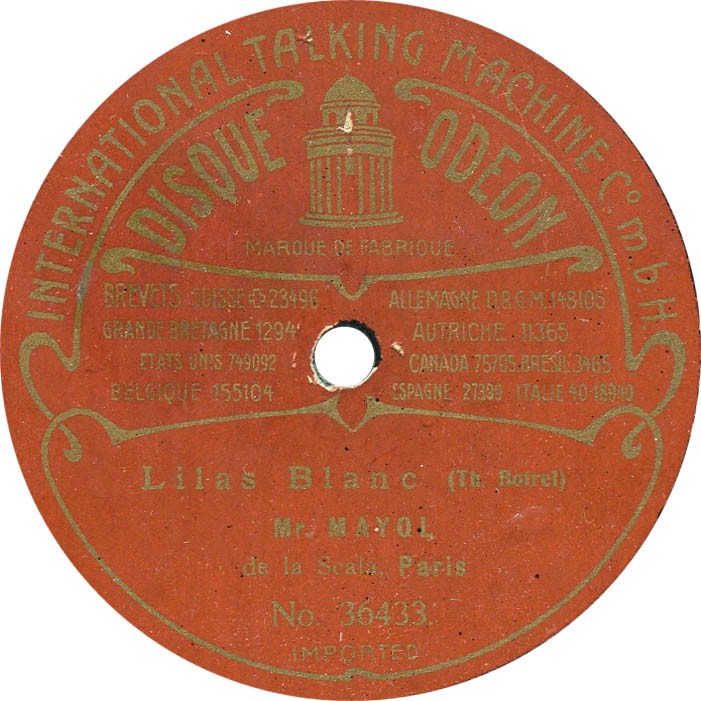 INTERNATIONAL TALKING MACHINE Co. m. b. H.
DISQUE ODEON
MARQUE DE FABRIQUE
BREVETS: SUISSE 23496 ALLEMAGNE D.R.G.M. 148105
GRANDE BRETAGNE 1294 AUTRICHE 11365
ETATS UNIS 749092 CANADA 75705-BRÉSIL 3465
BELGIQUE 155104 ESPAGNE 27399 - ITALIE 40-18940
Lilas Blanc (Th. Botrel)
Mr. MAYOL
de la Scala, Paris
No. 36433.
IMPORTED